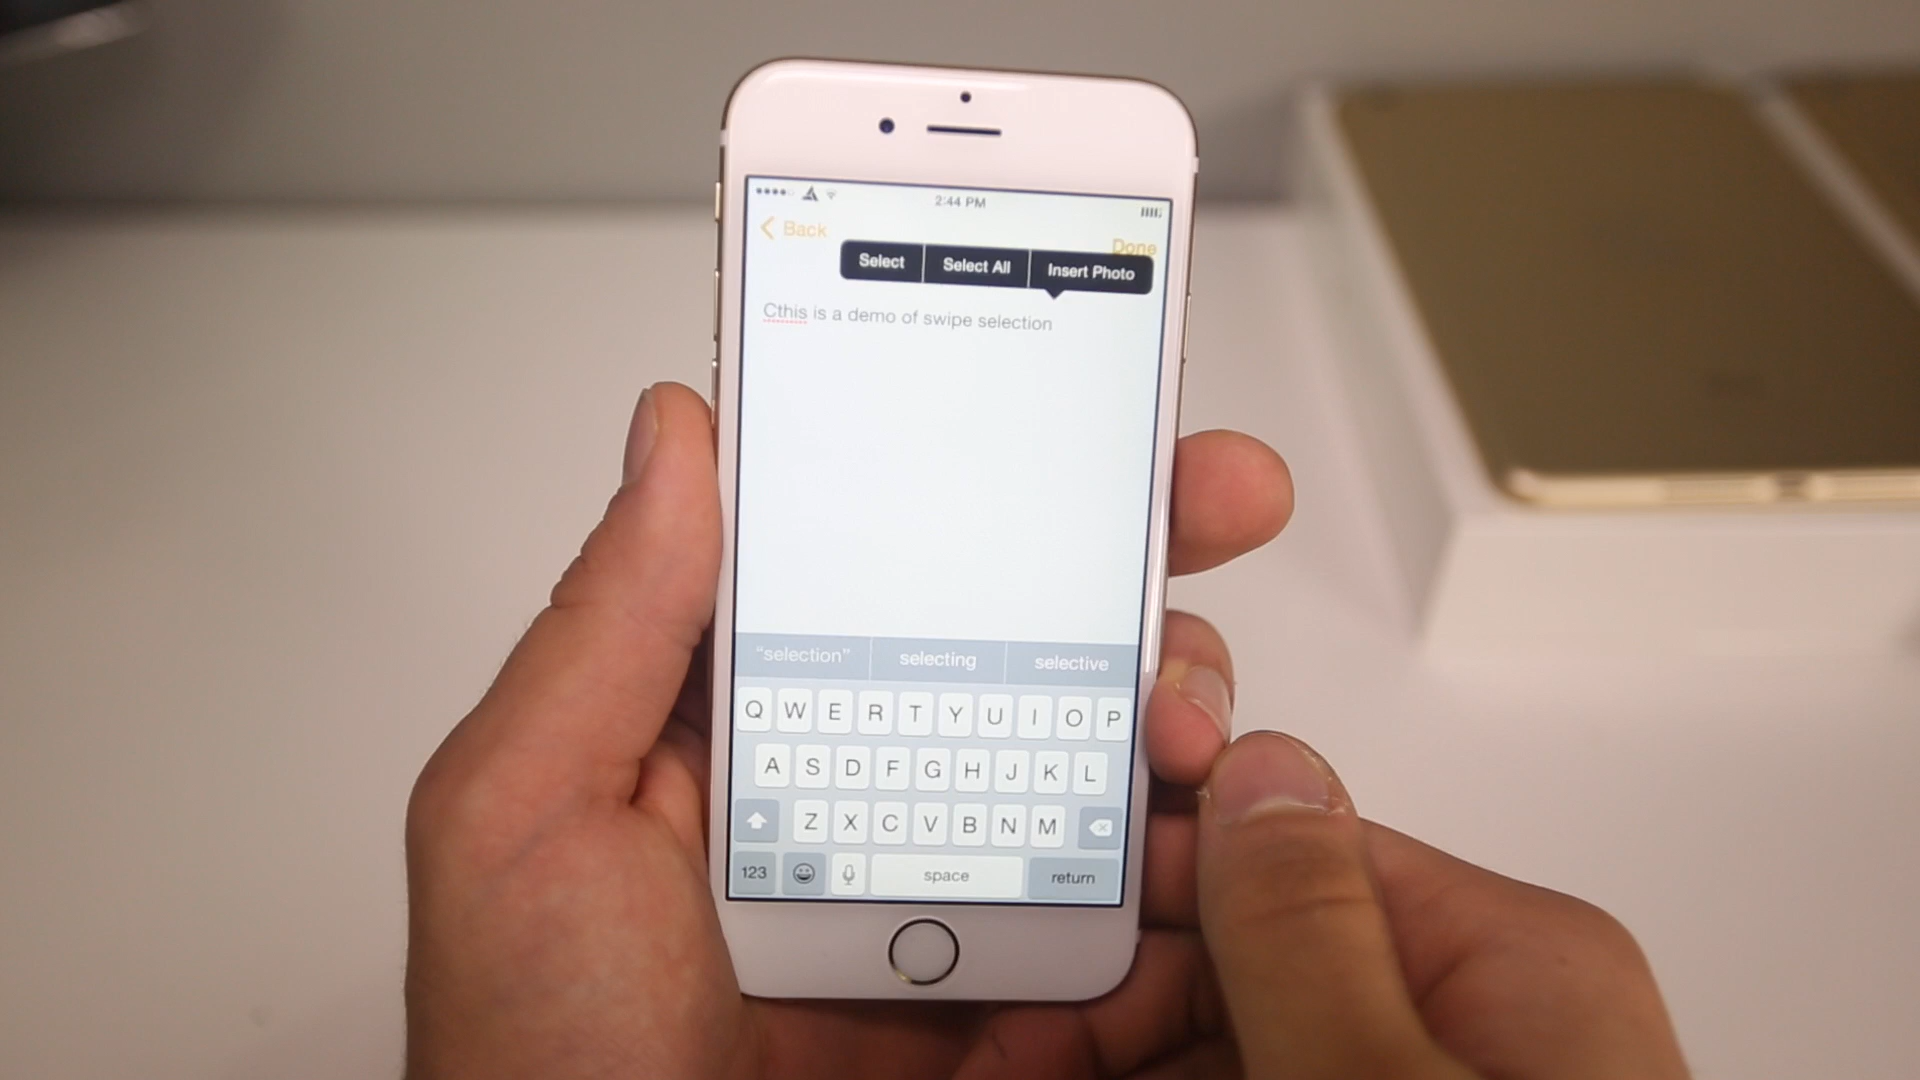 2:44 PM
Back
Done
Select Select All Insert Photo
Cthis is a demo of swipe selection
“selection” selecting selective
Q W E R T Y U I O P
A S D F G H J K L
Z X C V B N M
123 space return